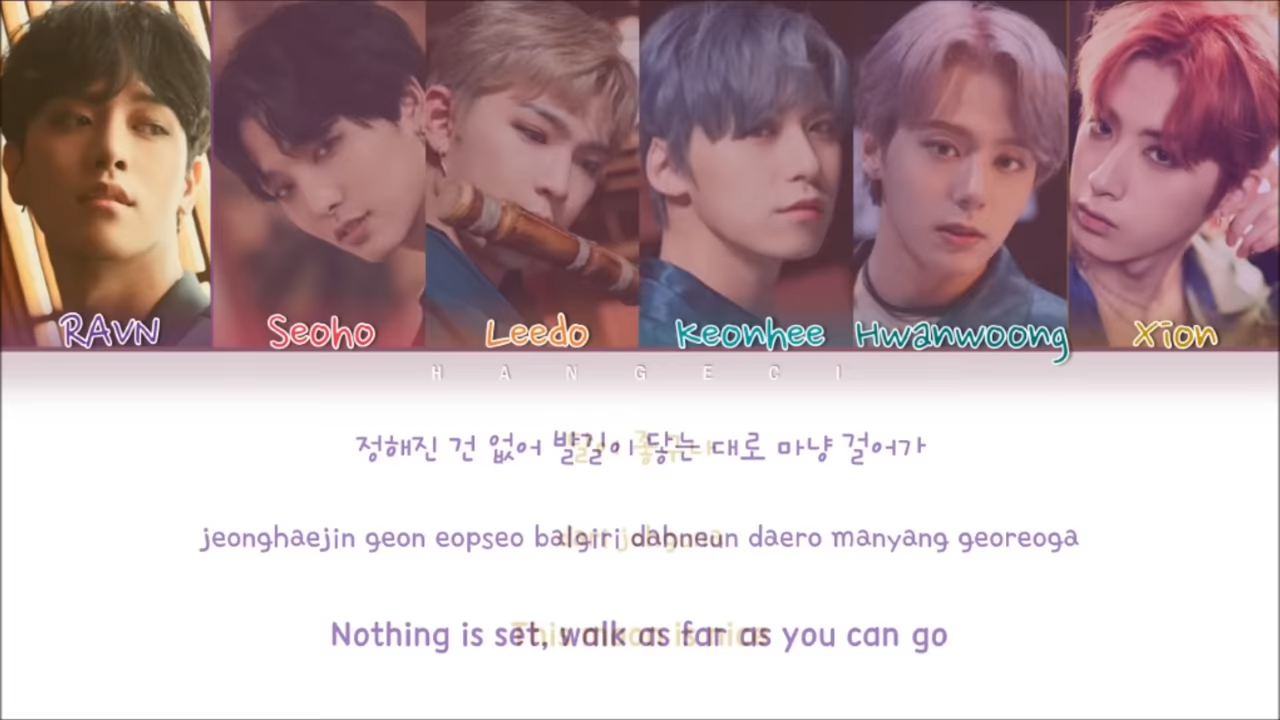 RAVN Seoho Leedo Keonhee Hwanwoong Xion
HANGECI
정해진 건 없어 발길이 닿는 대로 마냥 걸어가
jeonghaejin geon eopseo balgiri dahneun daero manyang georeoga
Nothing is set, walk as far as you can go